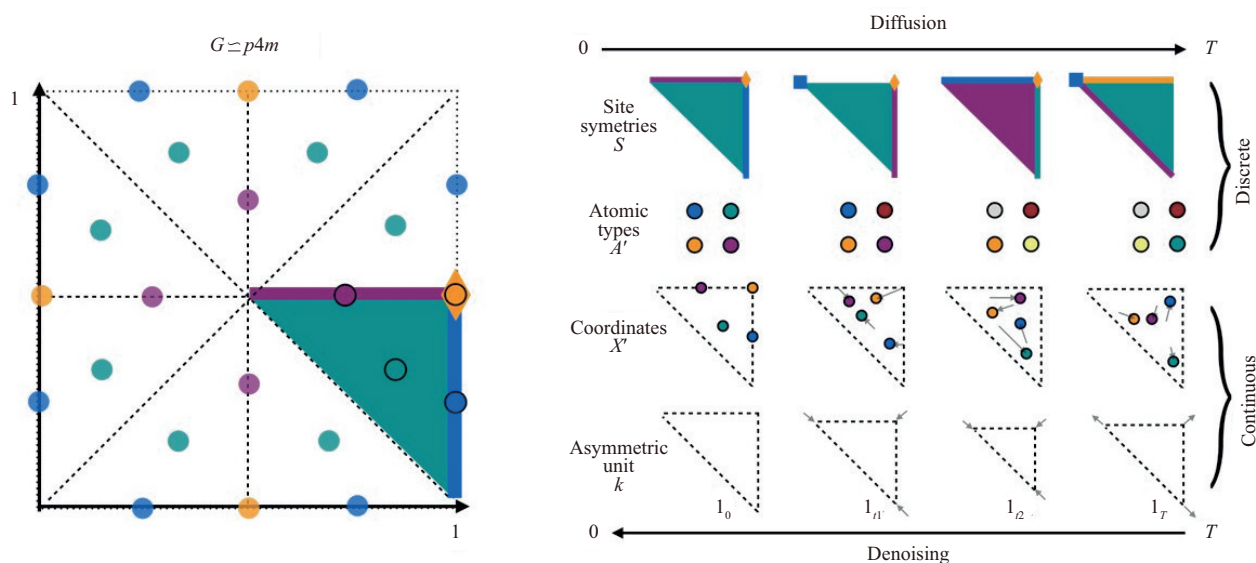 G ≃ p4m
1
1
Diffusion
0
T
Site
symetries
S
Atomic
types
A′
Discrete
Coordinates
X′
Asymmetric
unit
k
Continuous
1₀
1ₜ₁
1ₜ₂
1_T
0
T
Denoising